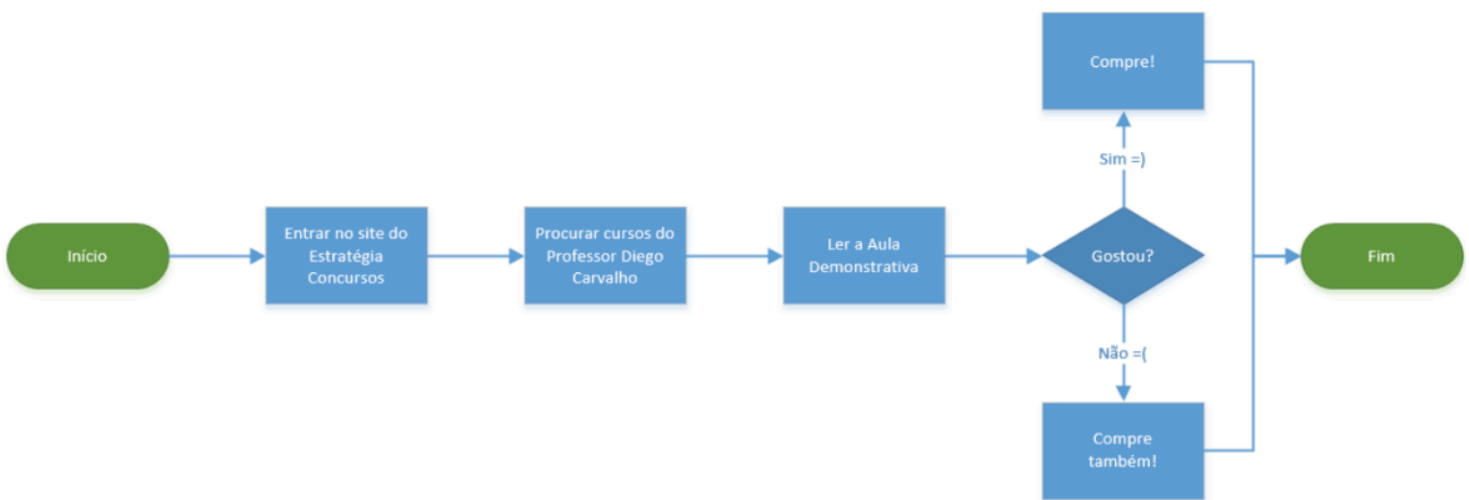 Início
Entrar no site do
Estratégia
Concursos
Procurar cursos do
Professor Diego
Carvalho
Ler a Aula
Demonstrativa
Gostou?
Sim =)
Compre!
Não =(
Compre
também!
Fim